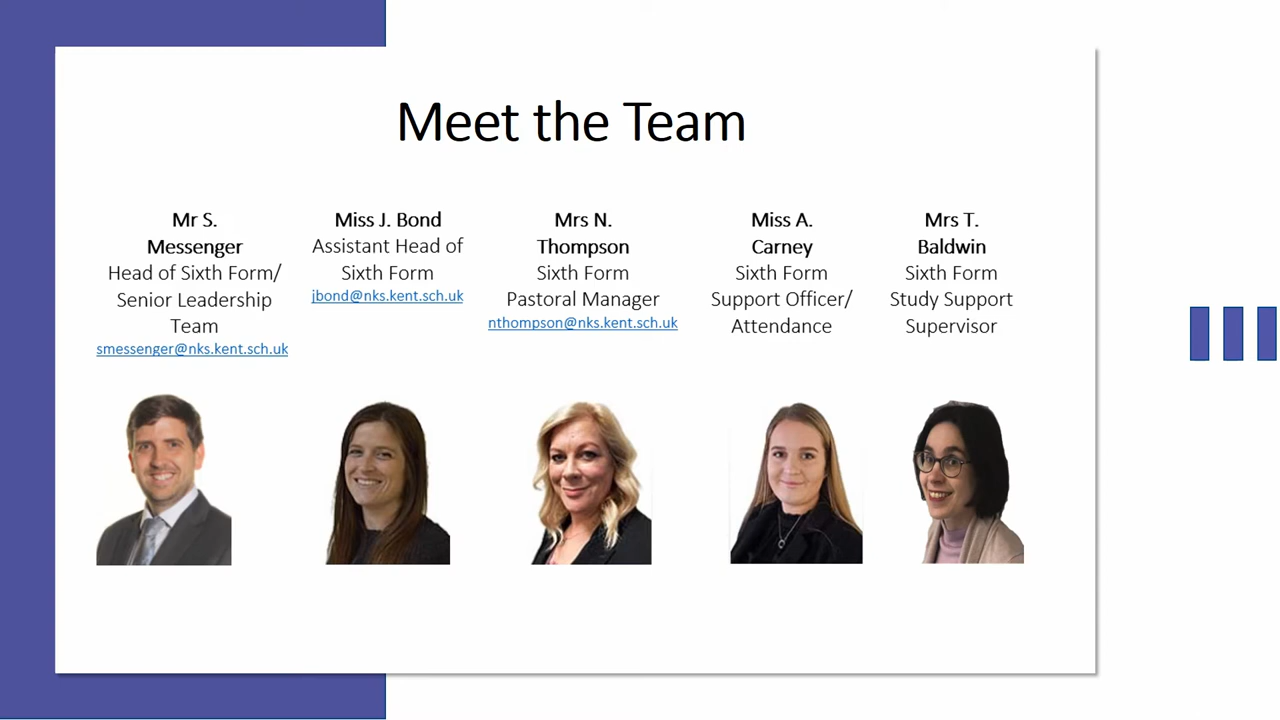 Meet the Team
Mr S.
Messenger
Head of Sixth Form/
Senior Leadership
Team
smessenger@nks.kent.sch.uk
Miss J. Bond
Assistant Head of
Sixth Form
jbond@nks.kent.sch.uk
Mrs N.
Thompson
Sixth Form
Pastoral Manager
nthompson@nks.kent.sch.uk
Miss A.
Carney
Sixth Form
Support Officer/
Attendance
Mrs T.
Baldwin
Sixth Form
Study Support
Supervisor